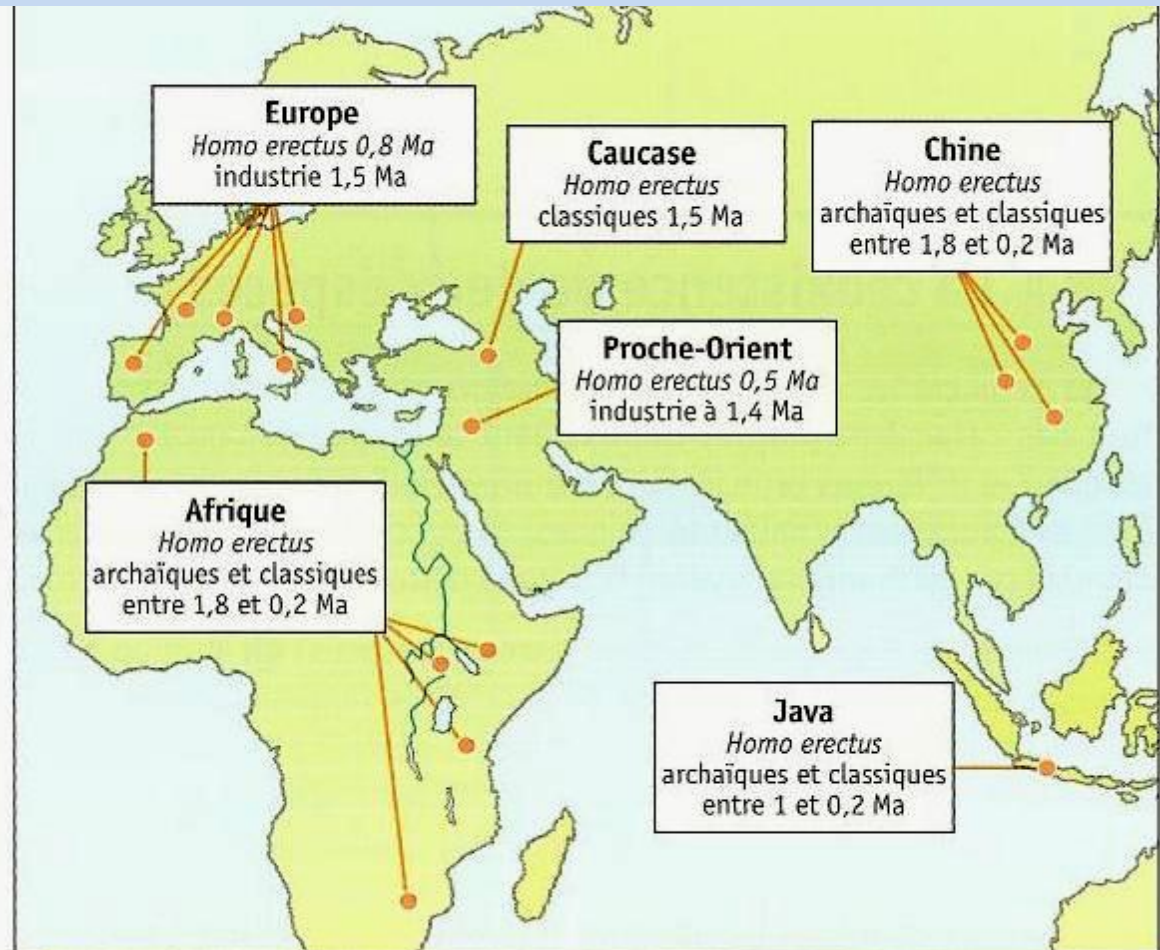 Europe
Homo erectus 0,8 Ma
industrie 1,5 Ma
Caucase
Homo erectus
classiques 1,5 Ma
Chine
Homo erectus
archaïques et classiques
entre 1,8 et 0,2 Ma
Proche-Orient
Homo erectus 0,5 Ma
industrie à 1,4 Ma
Afrique
Homo erectus
archaïques et classiques
entre 1,8 et 0,2 Ma
Java
Homo erectus
archaïques et classiques
entre 1 et 0,2 Ma